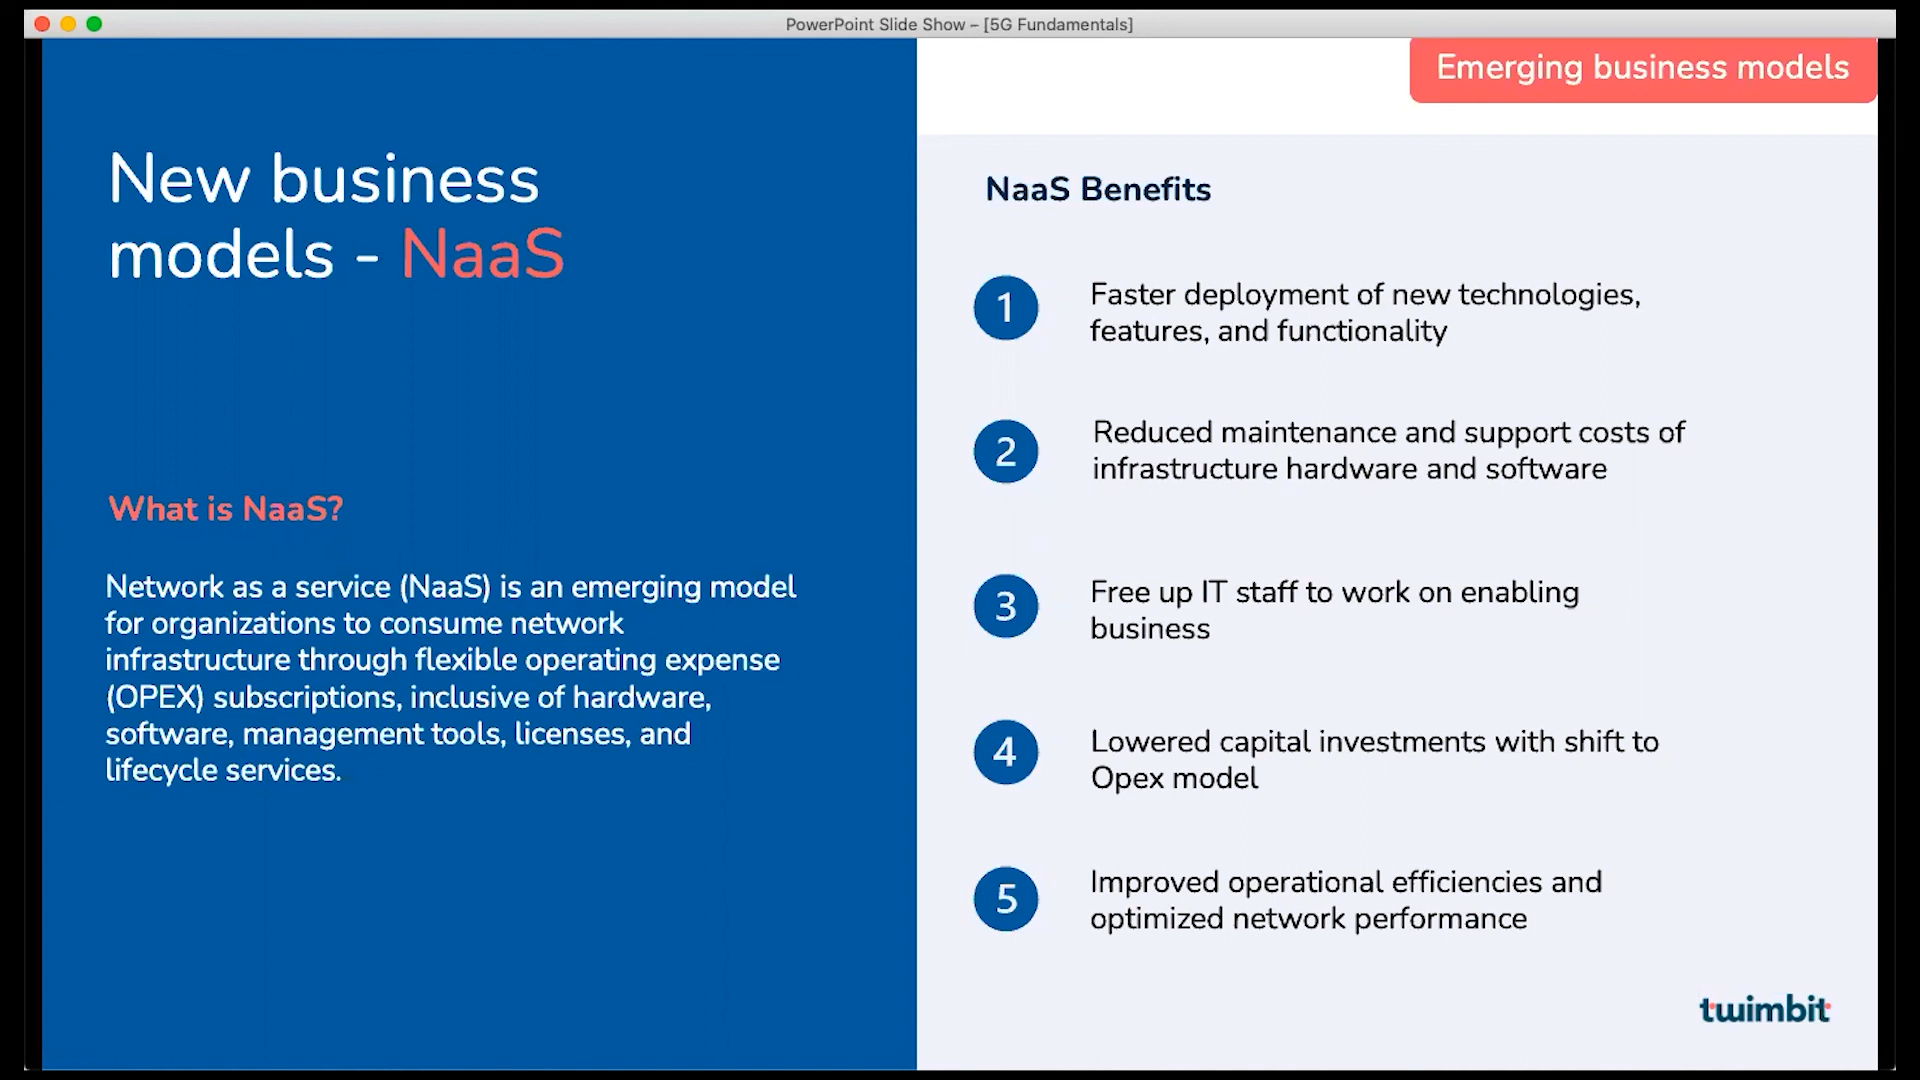 PowerPoint Slide Show – [5G Fundamentals]
Emerging business models
New business
models - NaaS
What is NaaS?
Network as a service (NaaS) is an emerging model
for organizations to consume network
infrastructure through flexible operating expense
(OPEX) subscriptions, inclusive of hardware,
software, management tools, licenses, and
lifecycle services.
NaaS Benefits
1
Faster deployment of new technologies,
features, and functionality
2
Reduced maintenance and support costs of
infrastructure hardware and software
3
Free up IT staff to work on enabling
business
4
Lowered capital investments with shift to
Opex model
5
Improved operational efficiencies and
optimized network performance
twimbit